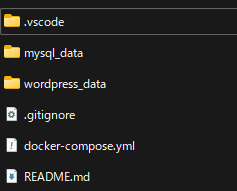 .vscode
mysql_data
wordpress_data
.gitignore
docker-compose.yml
README.md